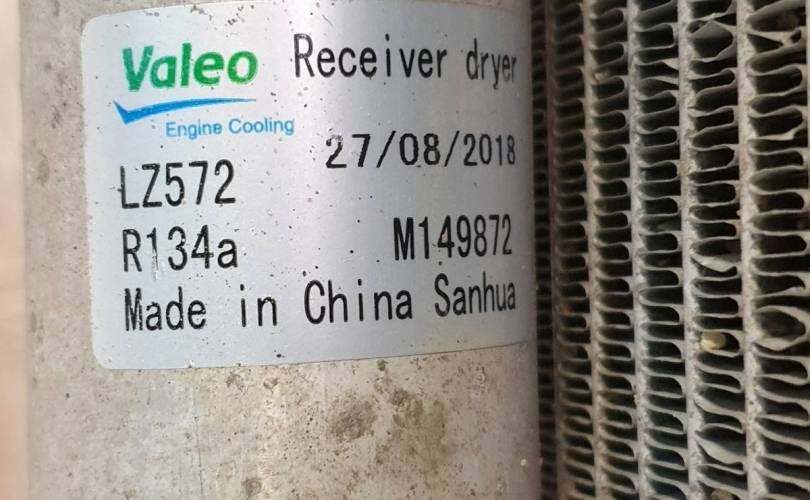 Valeo Receiver dryer
Engine Cooling
27/08/2018
LZ572
R134a M149872
Made in China Sanhua